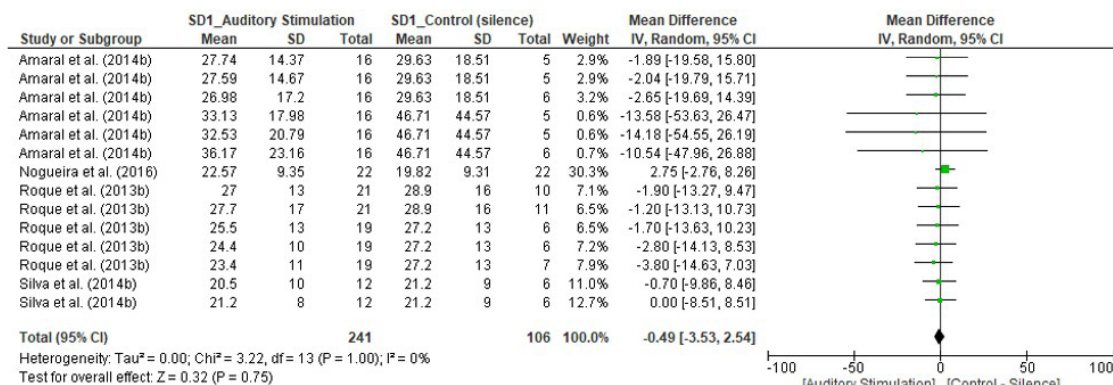 SD1_Auditory Stimulation SD1_Control (silence) Mean Difference Mean Difference
Study or Subgroup Mean SD Total Mean SD Total Weight IV, Random, 95% CI IV, Random, 95% CI
Amaral et al. (2014b) 27.74 14.37 16 29.63 18.51 5 2.9% -1.89 [-19.58, 15.80]
Amaral et al. (2014b) 27.59 14.67 16 29.63 18.51 5 2.9% -2.04 [-19.79, 15.71]
Amaral et al. (2014b) 26.98 17.2 16 29.63 18.51 6 3.2% -2.65 [-19.69, 14.39]
Amaral et al. (2014b) 33.13 17.98 16 46.71 44.57 5 0.6% -13.58 [-53.63, 26.47]
Amaral et al. (2014b) 32.53 20.79 16 46.71 44.57 5 0.6% -14.18 [-54.55, 26.19]
Amaral et al. (2014b) 36.17 23.16 16 46.71 44.57 6 0.7% -10.54 [-47.96, 26.88]
Nogueira et al. (2016) 22.57 9.35 22 19.82 9.31 22 30.3% 2.75 [-2.76, 8.26]
Roque et al. (2013b) 27 13 21 28.9 16 10 7.1% -1.90 [-13.27, 9.47]
Roque et al. (2013b) 27.7 17 21 28.9 16 11 6.5% -1.20 [-13.13, 10.73]
Roque et al. (2013b) 25.5 13 19 27.2 13 6 6.5% -1.70 [-13.63, 10.23]
Roque et al. (2013b) 24.4 10 19 27.2 13 6 7.2% -2.80 [-14.13, 8.53]
Roque et al. (2013b) 23.4 11 19 27.2 13 7 7.9% -3.80 [-14.63, 7.03]
Silva et al. (2014b) 20.5 10 12 21.2 9 6 11.0% -0.70 [-9.86, 8.46]
Silva et al. (2014b) 21.2 8 12 21.2 9 6 12.7% 0.00 [-8.51, 8.51]
Total (95% CI) 241 106 100.0% -0.49 [-3.53, 2.54]
Heterogeneity: Tau² = 0.00; Chi² = 3.22, df = 13 (P = 1.00); I² = 0%
Test for overall effect: Z = 0.32 (P = 0.75)
-100 -50 0 50 100
[Auditory Stimulation] [Control - Silence]